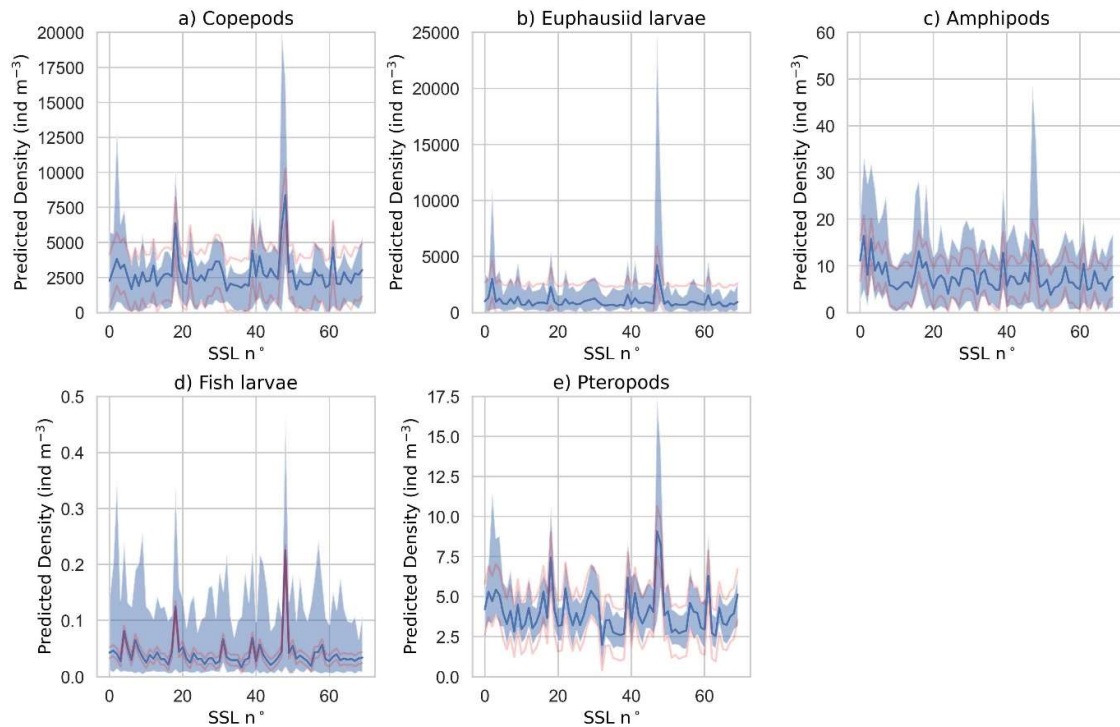 a) Copepods
Predicted Density (ind m⁻³)
20000
17500
15000
12500
10000
7500
5000
2500
0
0 20 40 60
SSL n°
b) Euphausiid larvae
Predicted Density (ind m⁻³)
25000
20000
15000
10000
5000
0
0 20 40 60
SSL n°
c) Amphipods
Predicted Density (ind m⁻³)
60
50
40
30
20
10
0
0 20 40 60
SSL n°
d) Fish larvae
Predicted Density (ind m⁻³)
0.5
0.4
0.3
0.2
0.1
0.0
0 20 40 60
SSL n°
e) Pteropods
Predicted Density (ind m⁻³)
17.5
15.0
12.5
10.0
7.5
5.0
2.5
0.0
0 20 40 60
SSL n°